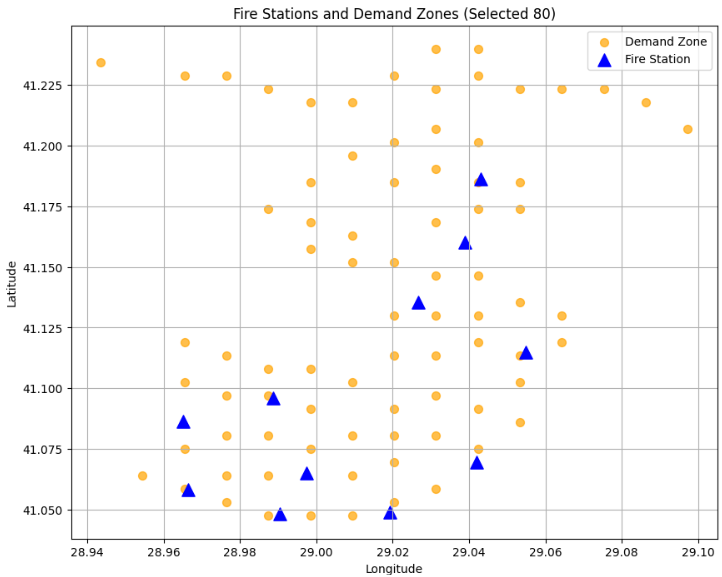 Fire Stations and Demand Zones (Selected 80)
Demand Zone
Fire Station
Latitude
41.225
41.200
41.175
41.150
41.125
41.100
41.075
41.050
28.94 28.96 28.98 29.00 29.02 29.04 29.06 29.08 29.10
Longitude